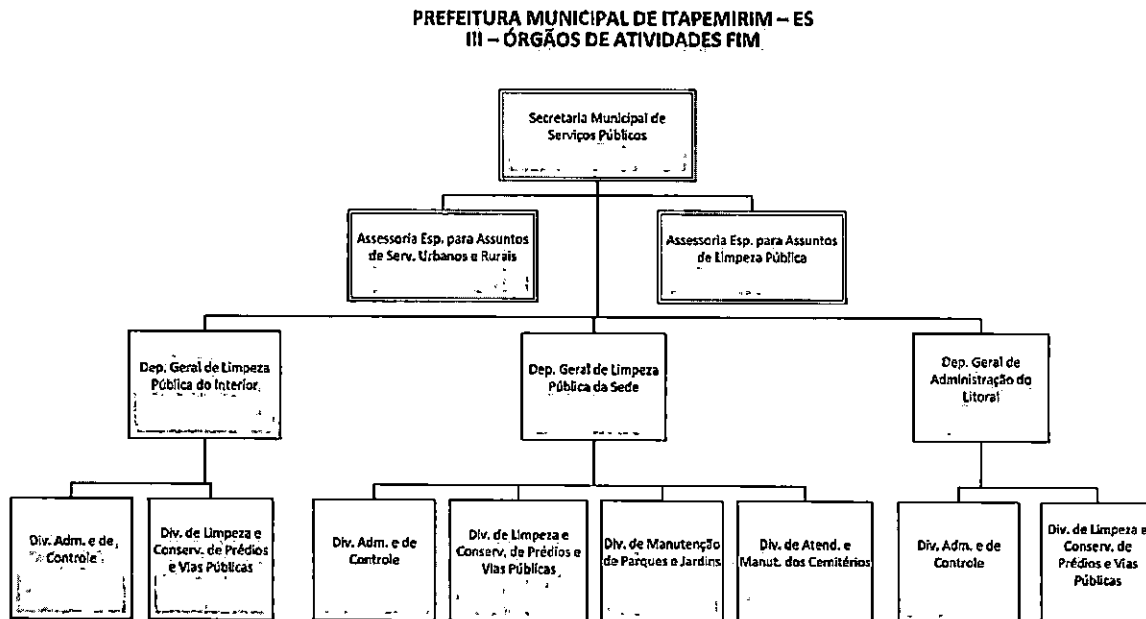 PREFEITURA MUNICIPAL DE ITAPEMIRIM – ES
III – ÓRGÃOS DE ATIVIDADES FIM
Secretaria Municipal de
Serviços Públicos
Assessoria Esp. para Assuntos
de Serv. Urbanos e Rurais
Assessoria Esp. para Assuntos
de Limpeza Pública
Dep. Geral de Limpeza
Pública do Interior
Dep. Geral de Limpeza
Pública da Sede
Dep. Geral de
Administração do
Litoral
Div. Adm. e de
Controle
Div. de Limpeza e
Conserv. de Prédios
e Vias Públicas
Div. Adm. e de
Controle
Div. de Limpeza e
Conserv. de Prédios e
Vias Públicas
Div. de Manutenção
de Parques e Jardins
Div. de Atend. e
Manut. dos Cemitérios
Div. Adm. e de
Controle
Div. de Limpeza e
Conserv. de
Prédios e Vias
Públicas